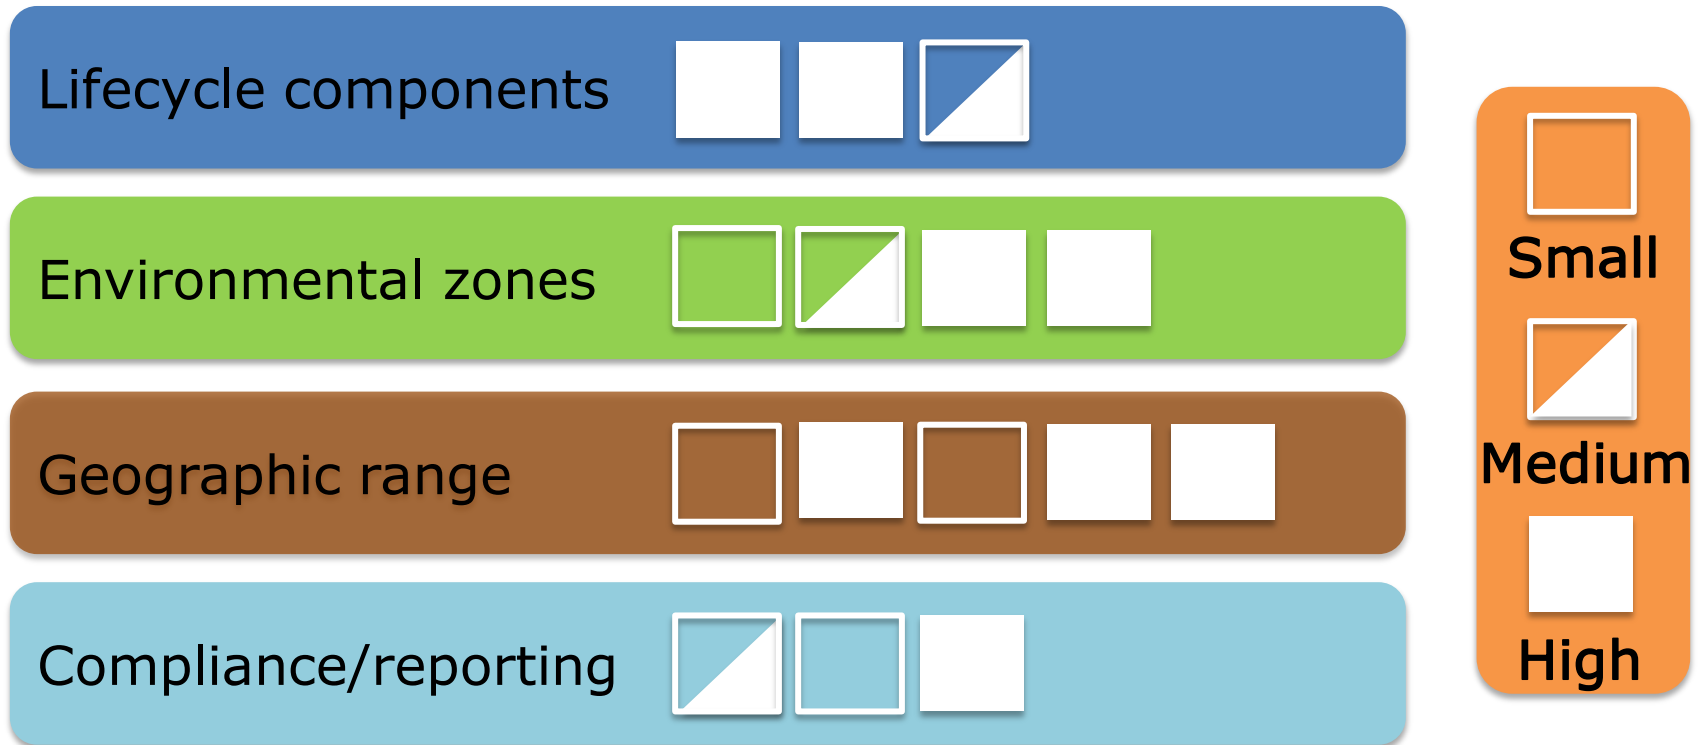 Lifecycle components
Environmental zones
Geographic range
Compliance/reporting
Small
Medium
High